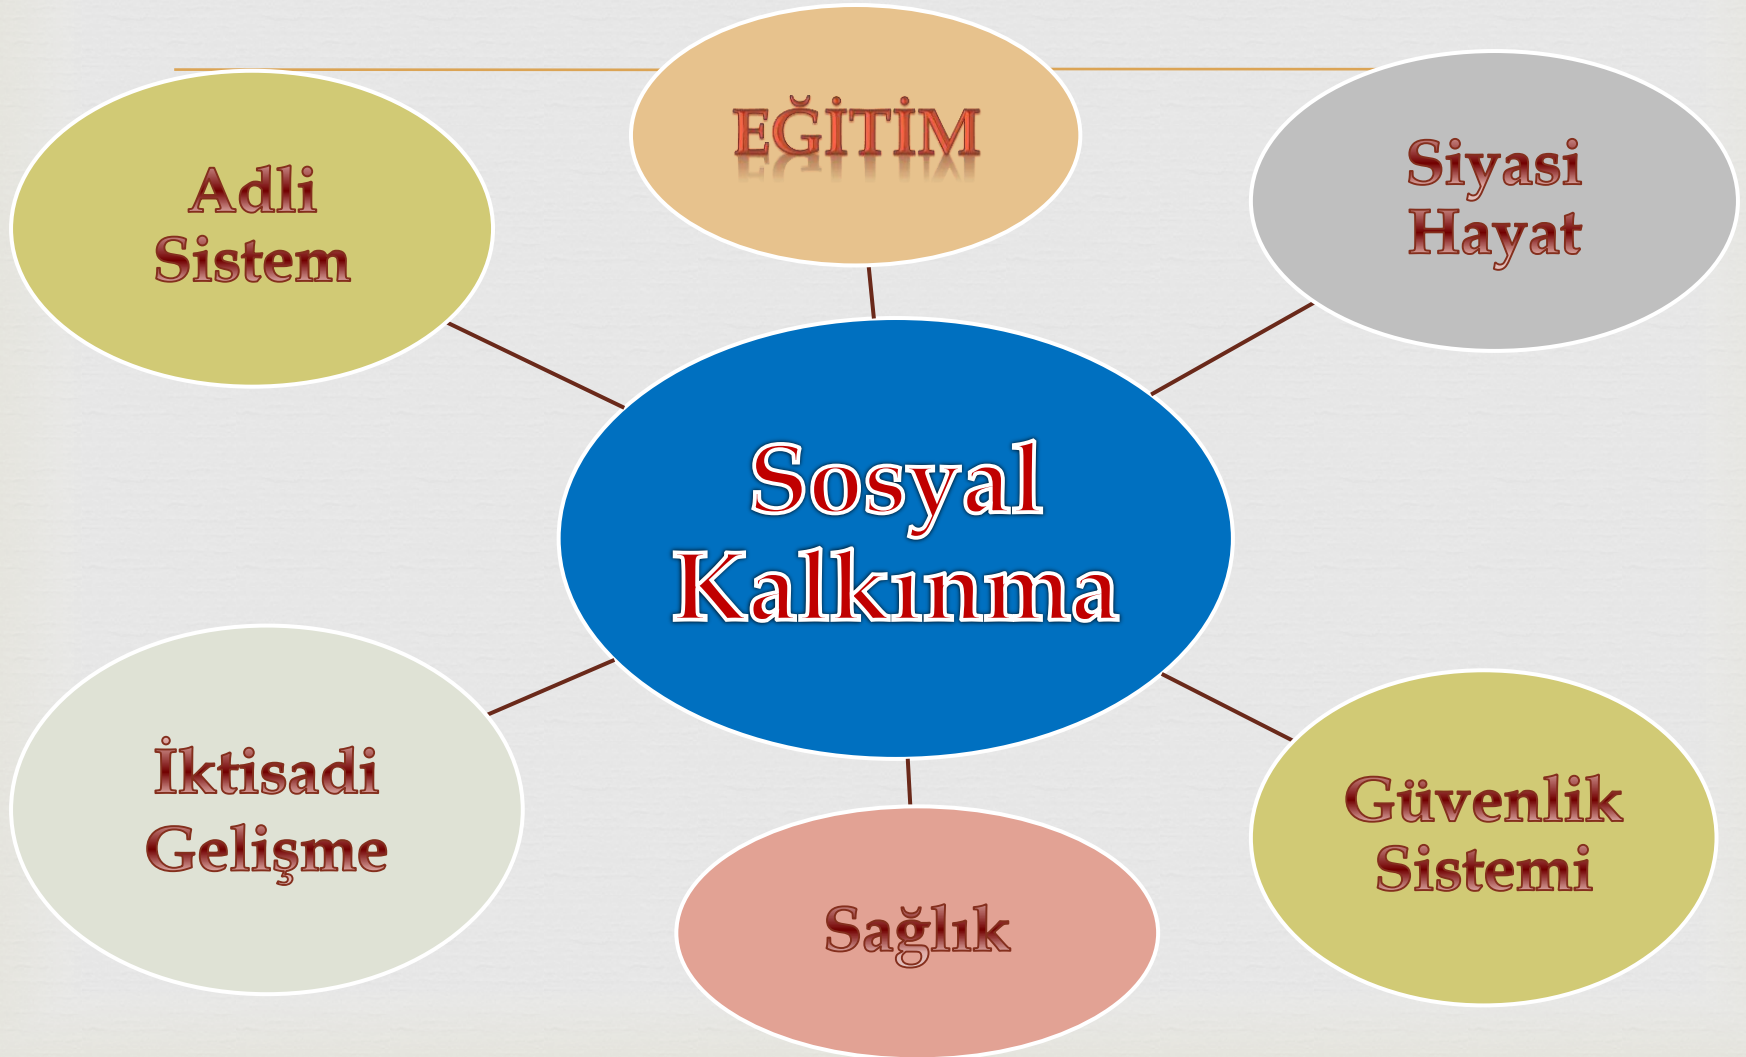 EĞİTİM
Adli
Sistem
Siyasi
Hayat
Sosyal
Kalkınma
İktisadi
Gelişme
Güvenlik
Sistemi
Sağlık